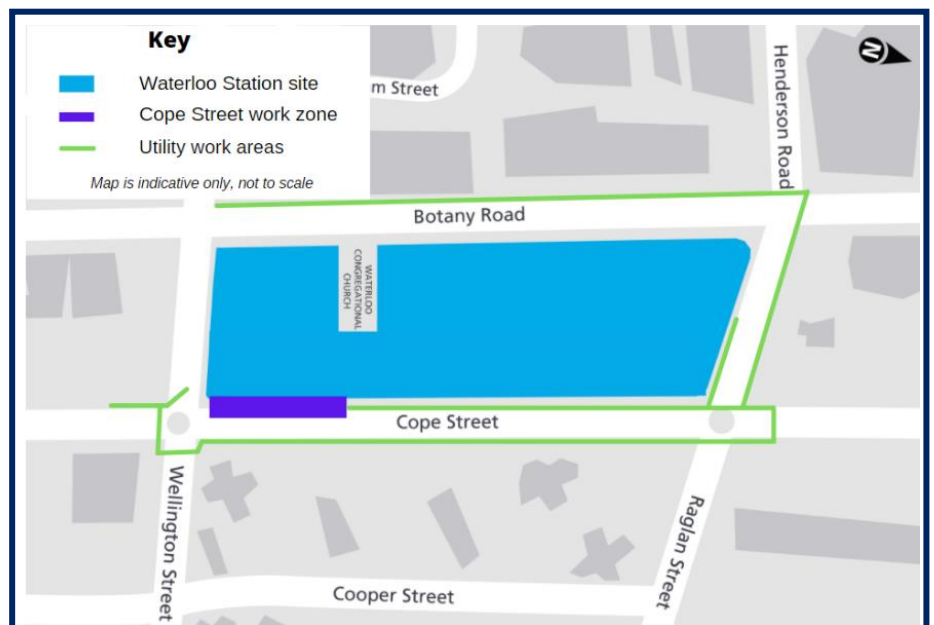 Key
Waterloo Station site
Cope Street work zone
Utility work areas
Map is indicative only, not to scale
m Street
Henderson Road
N
Botany Road
WATERLOO
CONGREGATIONAL
CHURCH
Cope Street
Wellington Street
Raglan Street
Cooper Street